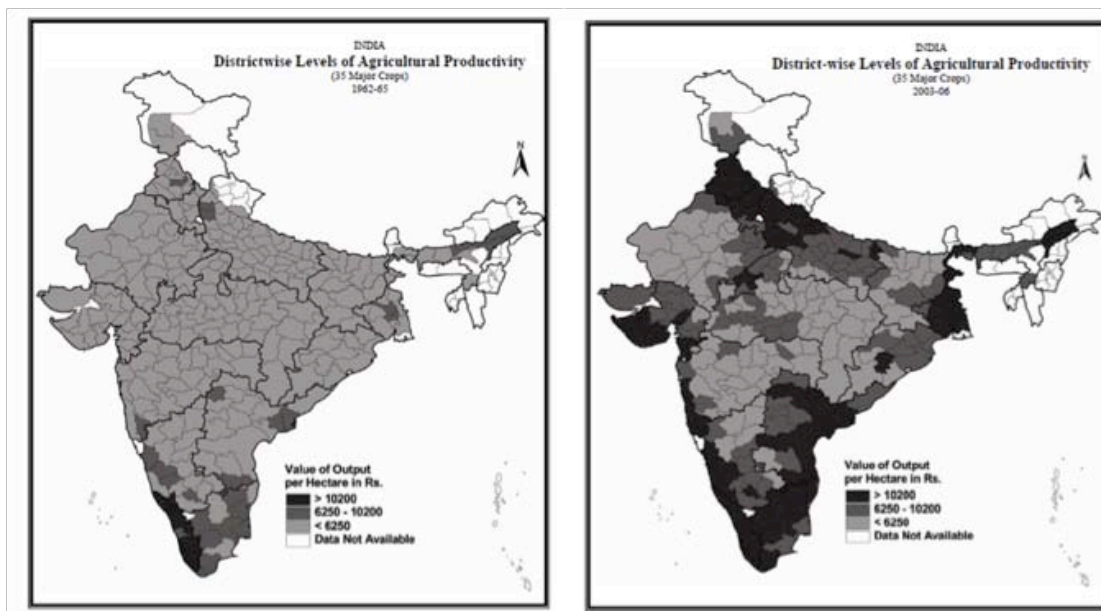 INDIA
Districtwise Levels of Agricultural Productivity
(35 Major Crops)
1962-65
N
Value of Output
per Hectare in Rs.
> 10200
6250 - 10200
< 6250
Data Not Available
INDIA
District-wise Levels of Agricultural Productivity
(35 Major Crops)
2003-06
N
Value of Output
per Hectare in Rs.
> 10200
6250 - 10200
< 6250
Data Not Available